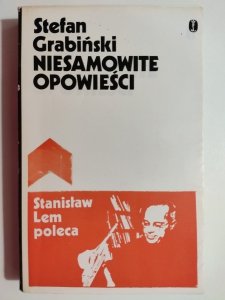 Stefan
Grabiński
NIESAMOWITE
OPOWIEŚCI
Stanisław
Lem
poleca